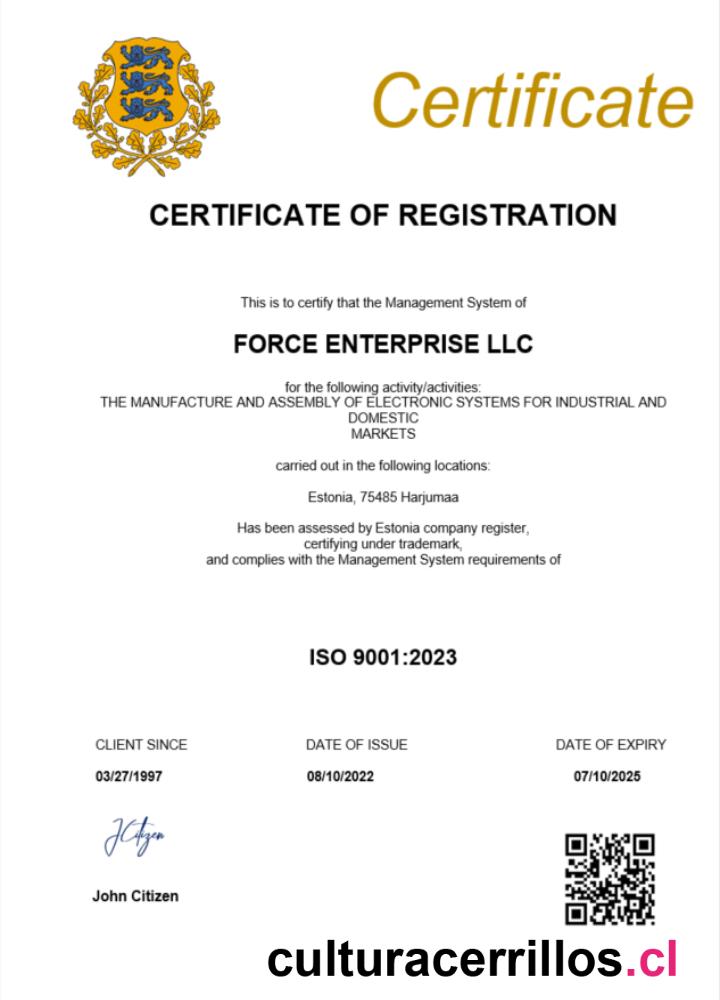 Certificate
CERTIFICATE OF REGISTRATION
This is to certify that the Management System of
FORCE ENTERPRISE LLC
for the following activity/activities:
THE MANUFACTURE AND ASSEMBLY OF ELECTRONIC SYSTEMS FOR INDUSTRIAL AND
DOMESTIC
MARKETS
carried out in the following locations:
Estonia, 75485 Harjumaa
Has been assessed by Estonia company register,
certifying under trademark,
and complies with the Management System requirements of
ISO 9001:2023
CLIENT SINCE
DATE OF ISSUE
DATE OF EXPIRY
03/27/1997
08/10/2022
07/10/2025
JCitizen
John Citizen
culturacerrillos.cl